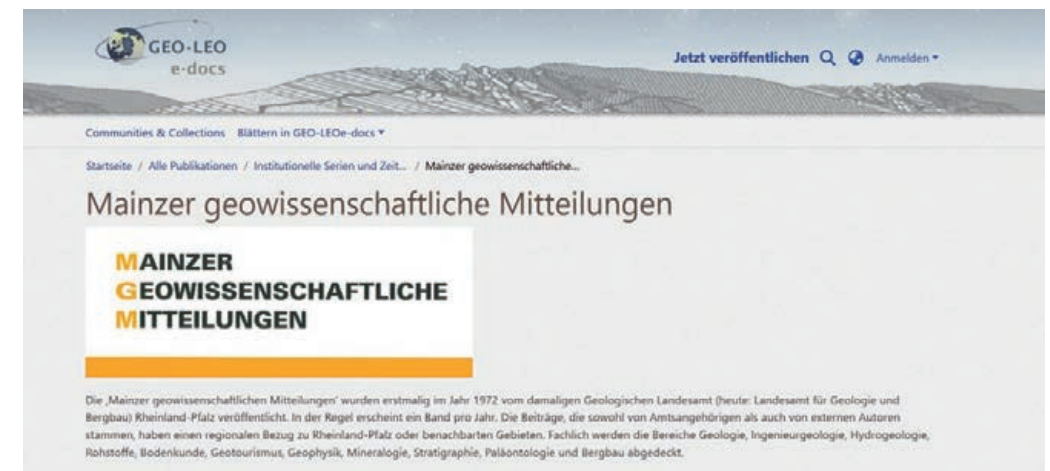 GEO-LEO
e-docs
Jetzt veröffentlichen
Anmelden
Communities & Collections Blättern in GEO-LEOe-docs
Startseite / Alle Publikationen / Institutionelle Serien und Zeit... / Mainzer geowissenschaftliche...
Mainzer geowissenschaftliche Mitteilungen
MAINZER
GEOWISSENSCHAFTLICHE
MITTEILUNGEN
Die ‚Mainzer geowissenschaftlichen Mitteilungen' wurden erstmalig im Jahr 1972 vom damaligen Geologischen Landesamt (heute: Landesamt für Geologie und
Bergbau) Rheinland-Pfalz veröffentlicht. In der Regel erscheint ein Band pro Jahr. Die Beiträge, die sowohl von Amtsangehörigen als auch von externen Autoren
stammen, haben einen regionalen Bezug zu Rheinland-Pfalz oder benachbarten Gebieten. Fachlich werden die Bereiche Geologie, Ingenieurgeologie, Hydrogeologie,
Rohstoffe, Bodenkunde, Geotourismus, Geophysik, Mineralogie, Stratigraphie, Paläontologie und Bergbau abgedeckt.